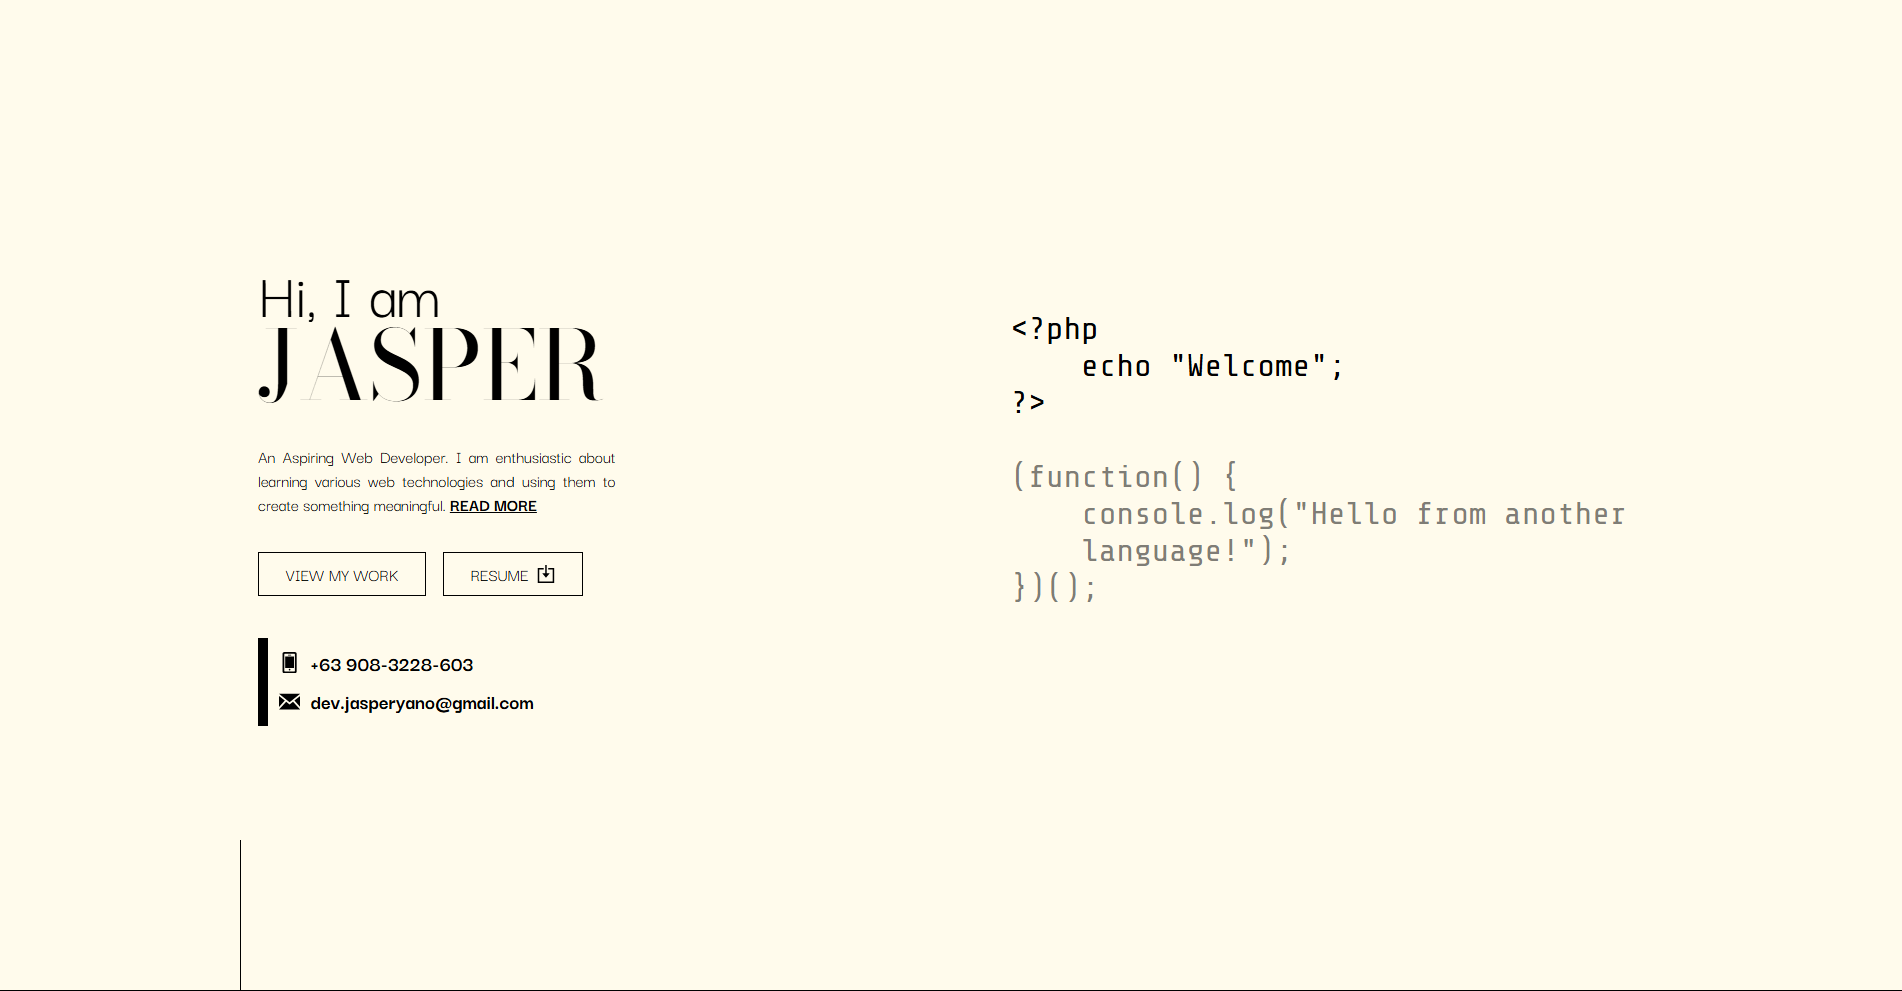 Hi, I am
JASPER
An Aspiring Web Developer. I am enthusiastic about
learning various web technologies and using them to
create something meaningful. READ MORE
VIEW MY WORK
RESUME
+63 908-3228-603
dev.jasperyano@gmail.com
<?php
    echo "Welcome";
?>
(function() {
    console.log("Hello from another
    language!");
})();